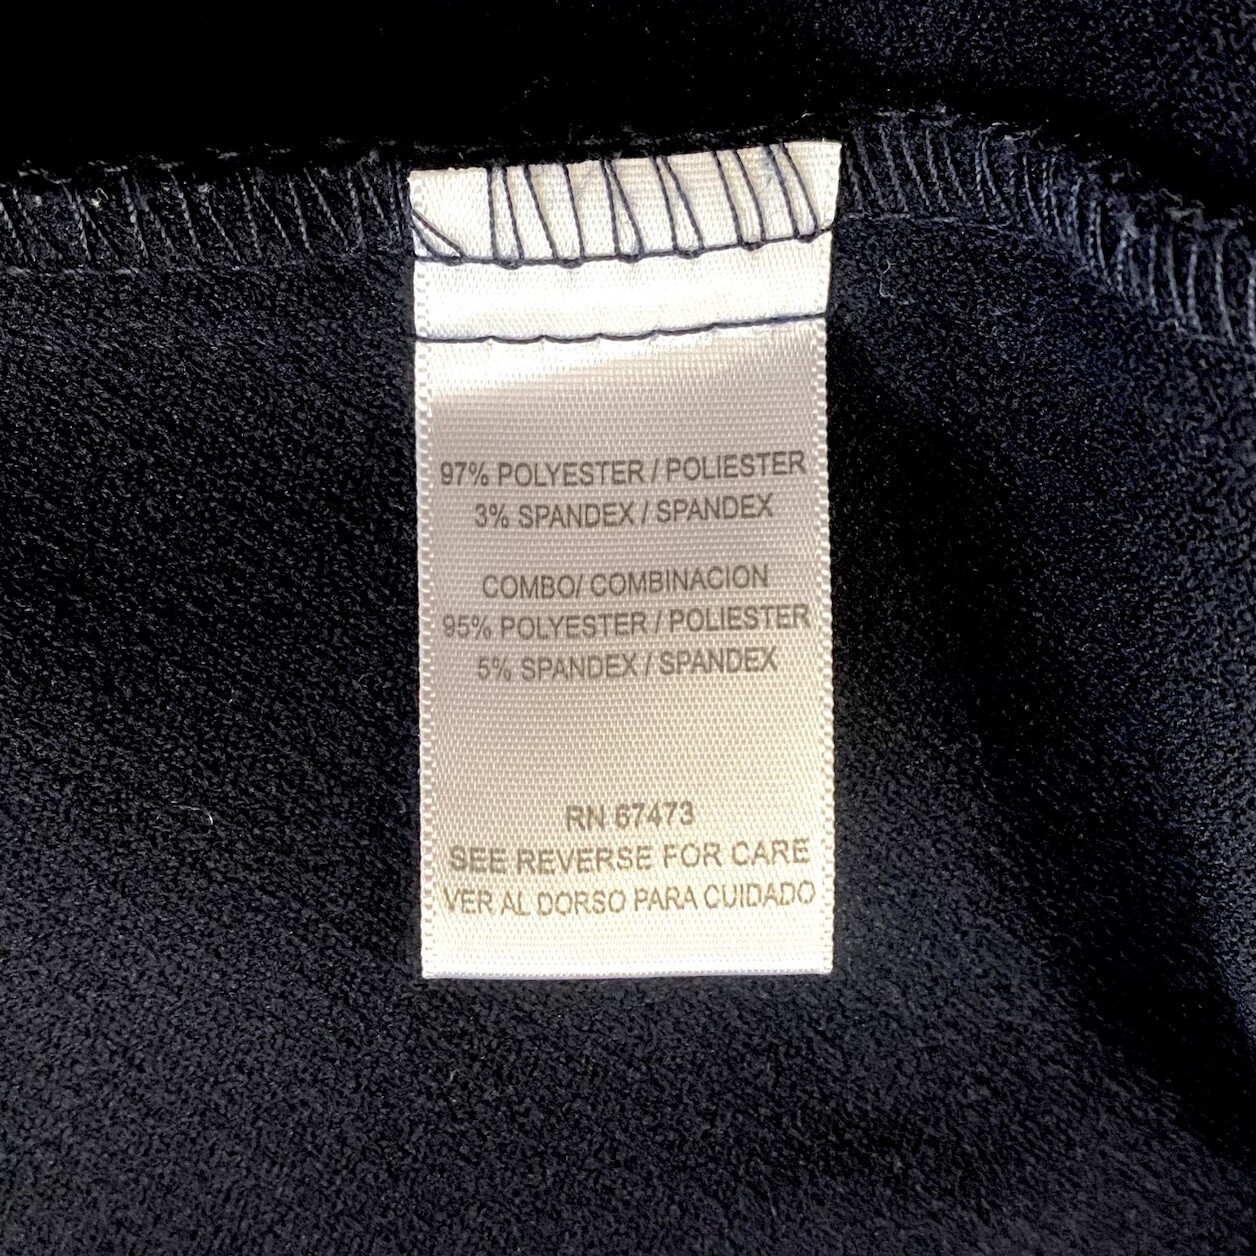 97% POLYESTER / POLIESTER
3% SPANDEX / SPANDEX
COMBO/ COMBINACION
95% POLYESTER / POLIESTER
5% SPANDEX / SPANDEX
RN 67473
SEE REVERSE FOR CARE
VER AL DORSO PARA CUIDADO